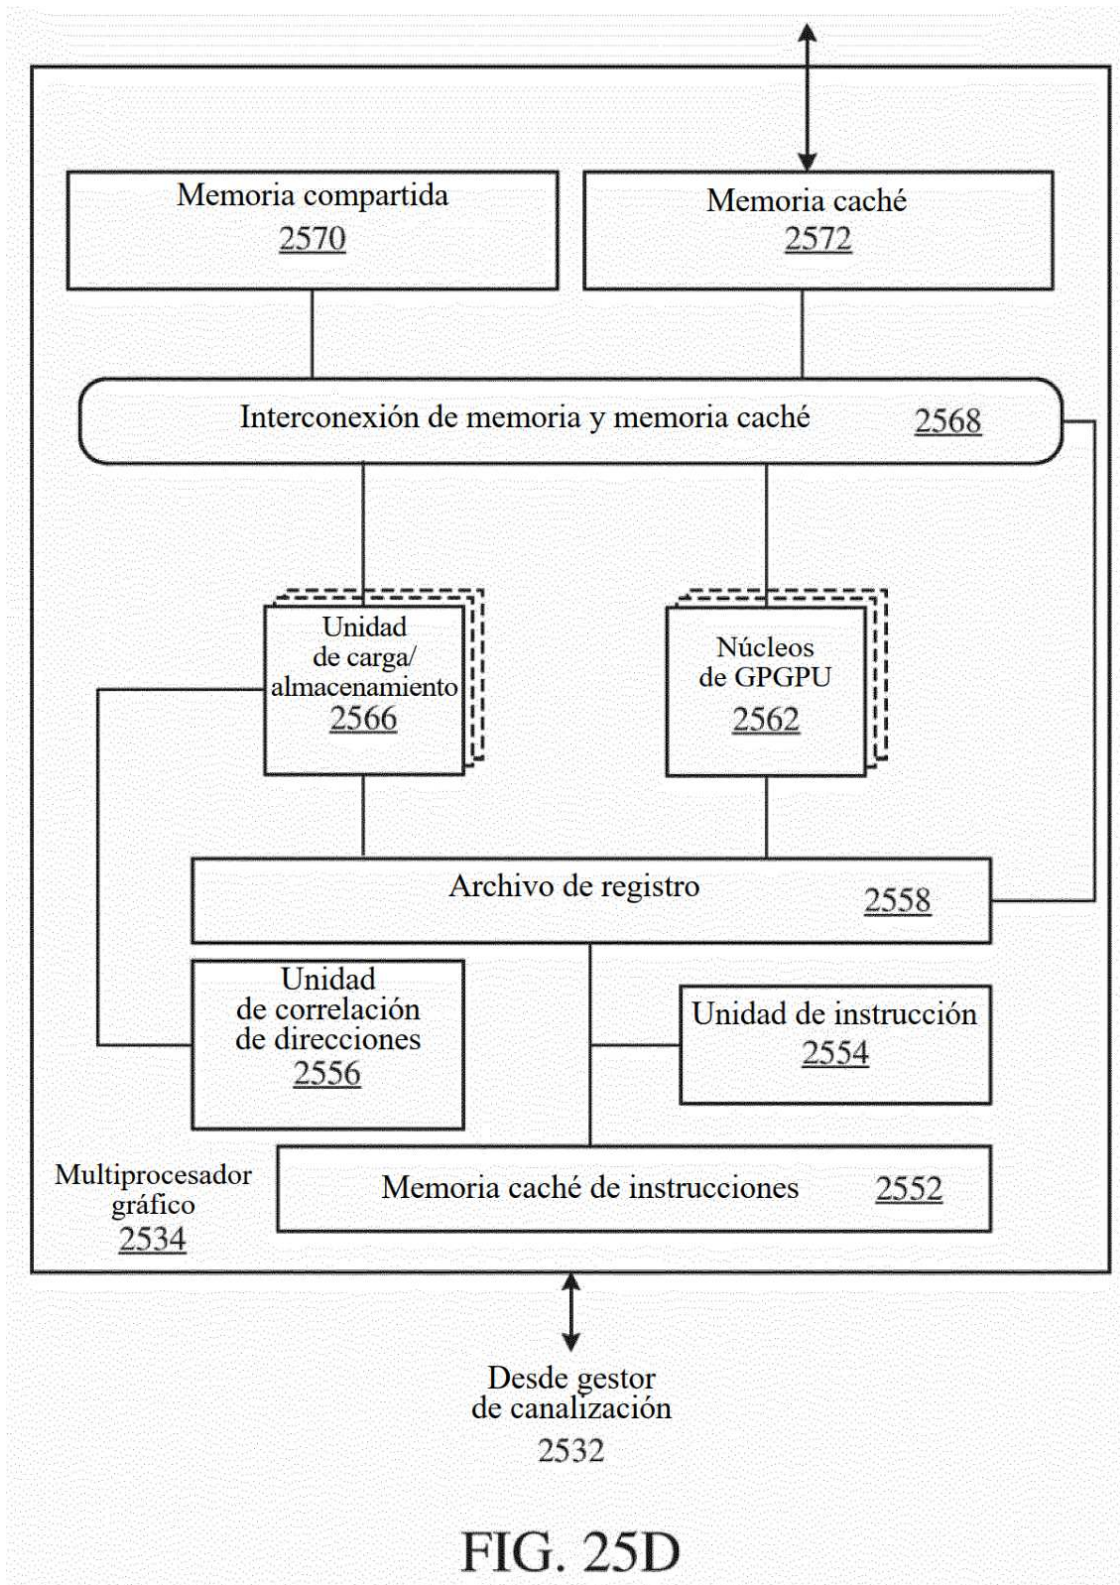 Memoria compartida
2570
Memoria caché
2572
Interconexión de memoria y memoria caché 2568
Unidad
de carga/
almacenamiento
2566
Núcleos
de GPGPU
2562
Archivo de registro 2558
Unidad
de correlación
de direcciones
2556
Unidad de instrucción
2554
Memoria caché de instrucciones 2552
Multiprocesador
gráfico
2534
Desde gestor
de canalización
2532
FIG. 25D